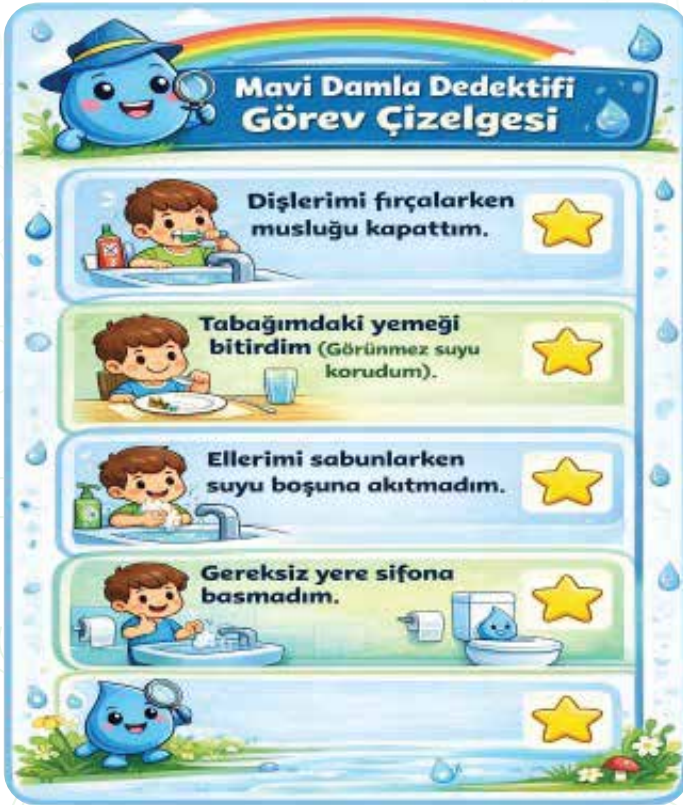 Mavi Damla Dedektifi
Görev Çizelgesi
Dişlerimi fırçalarken
musluğu kapattım.
Tabağımdaki yemeği
bitirdim (Görünmez suyu
korudum).
Ellerimi sabunlarken
suyu boşuna akıtmadım.
Gereksiz yere sifona
basmadım.